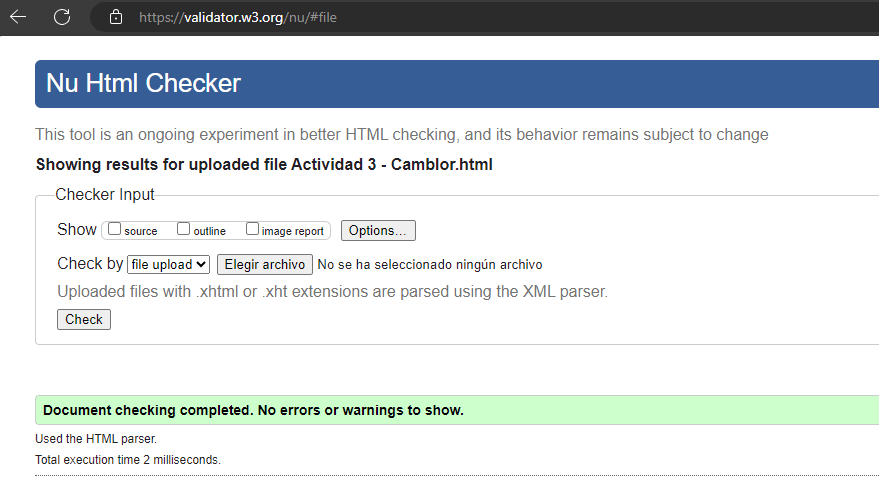 https://validator.w3.org/nu/#file
Nu Html Checker
This tool is an ongoing experiment in better HTML checking, and its behavior remains subject to change
Showing results for uploaded file Actividad 3 - Camblor.html
Checker Input
Show source outline image report Options...
Check by file upload Elegir archivo No se ha seleccionado ningún archivo
Uploaded files with .xhtml or .xht extensions are parsed using the XML parser.
Check
Document checking completed. No errors or warnings to show.
Used the HTML parser.
Total execution time 2 milliseconds.